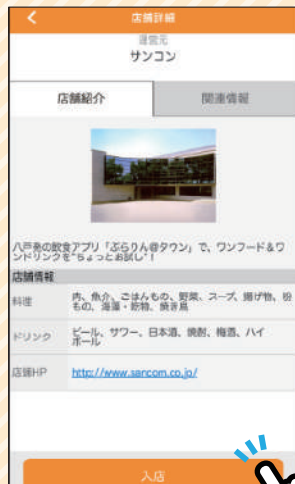 店舗詳細
運営元
サンコン
店舗紹介
関連情報
八戸発の飲食アプリ「ぶらりん@タウン」で、ワンフード＆ワ
ンドリンクを"ちょっとお試し"！
店舗情報
料理
肉、魚介、ごはんもの、野菜、スープ、揚げ物、粉
もの、海藻・乾物、焼き鳥
ドリンク
ビール、サワー、日本酒、焼酎、梅酒、ハイ
ボール
店舗HP
http://www.sancom.co.jp/
入店